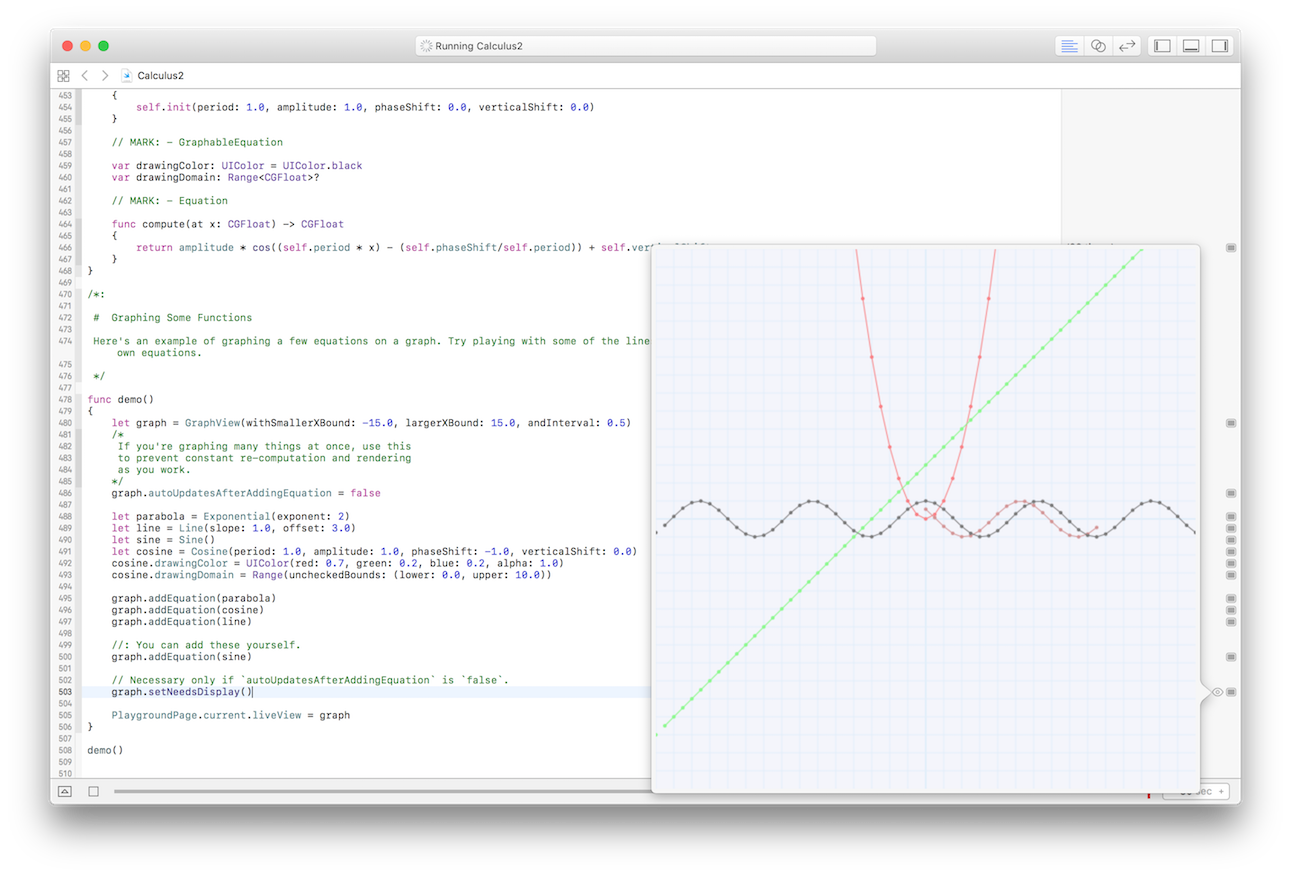 Running Calculus2
Calculus2
453 {
454 self.init(period: 1.0, amplitude: 1.0, phaseShift: 0.0, verticalShift: 0.0)
455 }
456
457 // MARK: - GraphableEquation
458
459 var drawingColor: UIColor = UIColor.black
460 var drawingDomain: Range<CGFloat>?
461
462 // MARK: - Equation
463
464 func compute(at x: CGFloat) -> CGFloat
465 {
466 return amplitude * cos((self.period * x) - (self.phaseShift/self.period)) + self.
467 }
468 }
469
470 /*:
471
472 # Graphing Some Functions
473
474 Here's an example of graphing a few equations on a graph. Try playing with some of the line
own equations.
475
476 */
477
478 func demo()
479 {
480 let graph = GraphView(withSmallerXBound: -15.0, largerXBound: 15.0, andInterval: 0.5)
481 /*
482 If you're graphing many things at once, use this
483 to prevent constant re-computation and rendering
484 as you work.
485 */
486 graph.autoUpdatesAfterAddingEquation = false
487
488 let parabola = Exponential(exponent: 2)
489 let line = Line(slope: 1.0, offset: 3.0)
490 let sine = Sine()
491 let cosine = Cosine(period: 1.0, amplitude: 1.0, phaseShift: -1.0, verticalShift: 0.0)
492 cosine.drawingColor = UIColor(red: 0.7, green: 0.2, blue: 0.2, alpha: 1.0)
493 cosine.drawingDomain = Range(uncheckedBounds: (lower: 0.0, upper: 10.0))
494
495 graph.addEquation(parabola)
496 graph.addEquation(cosine)
497 graph.addEquation(line)
498
499 //: You can add these yourself.
500 graph.addEquation(sine)
501
502 // Necessary only if `autoUpdatesAfterAddingEquation` is `false`.
503 graph.setNeedsDisplay()
504
505 PlaygroundPage.current.liveView = graph
506 }
507
508 demo()
509
510
sec +